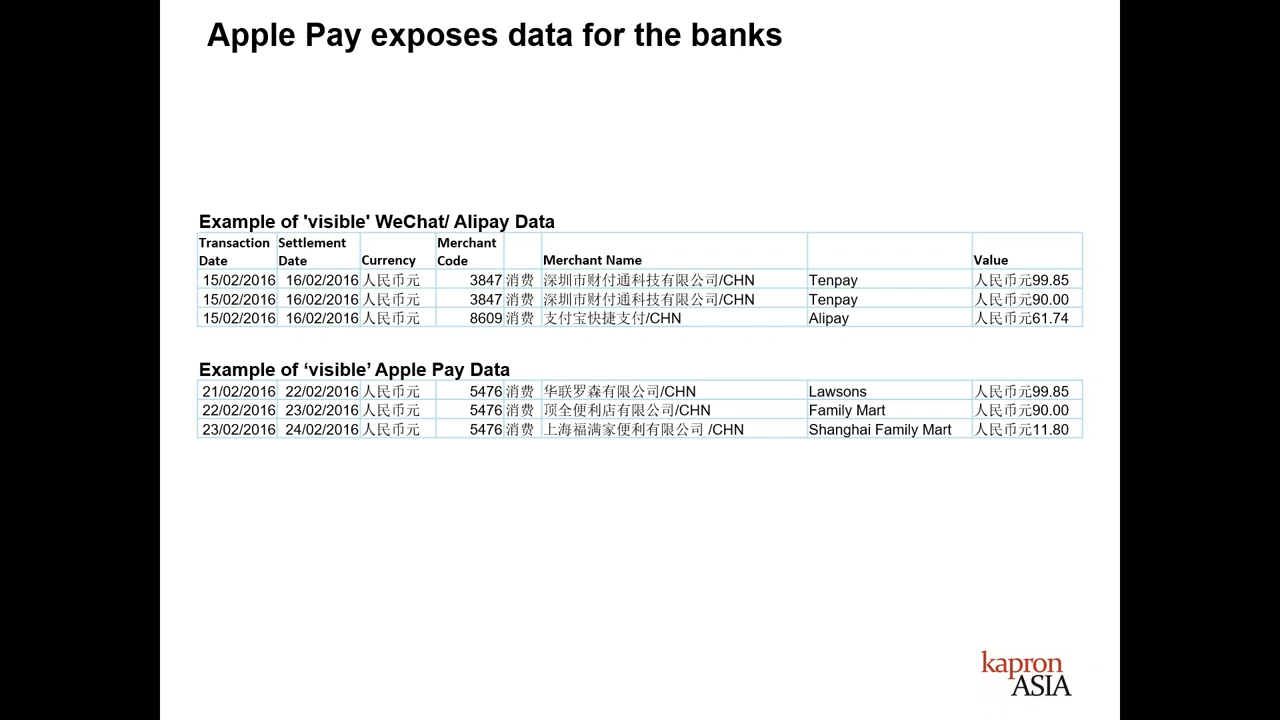 Apple Pay exposes data for the banks
Example of 'visible' WeChat/ Alipay Data
Transaction Date Settlement Date Currency Merchant Code Merchant Name Value
15/02/2016 16/02/2016 人民币元 3847 消费 深圳市财付通科技有限公司/CHN Tenpay 人民币元99.85
15/02/2016 16/02/2016 人民币元 3847 消费 深圳市财付通科技有限公司/CHN Tenpay 人民币元90.00
15/02/2016 16/02/2016 人民币元 8609 消费 支付宝快捷支付/CHN Alipay 人民币元61.74
Example of ‘visible’ Apple Pay Data
21/02/2016 22/02/2016 人民币元 5476 消费 华联罗森有限公司/CHN Lawsons 人民币元99.85
22/02/2016 23/02/2016 人民币元 5476 消费 顶全便利店有限公司/CHN Family Mart 人民币元90.00
23/02/2016 24/02/2016 人民币元 5476 消费 上海福满家便利有限公司 /CHN Shanghai Family Mart 人民币元11.80
kapron
ASIA